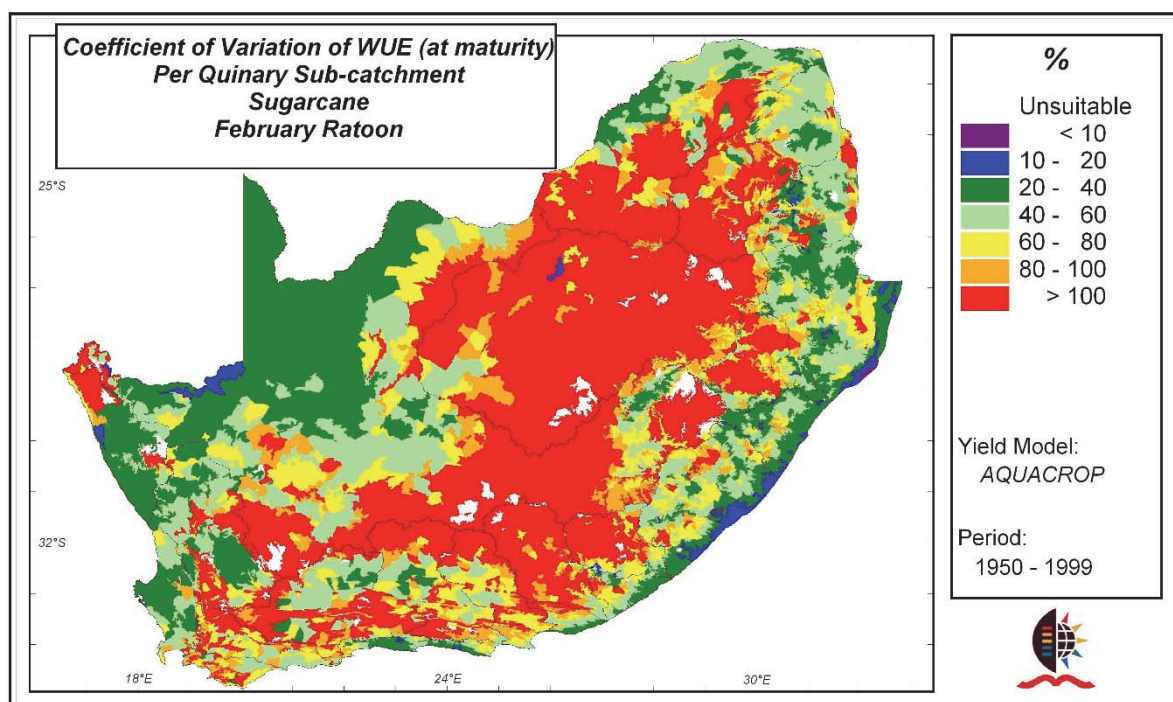 Coefficient of Variation of WUE (at maturity)
Per Quinary Sub-catchment
Sugarcane
February Ratoon
%
Unsuitable
< 10
10 - 20
20 - 40
40 - 60
60 - 80
80 - 100
> 100
25°S
32°S
18°E
24°E
30°E
Yield Model:
AQUACROP
Period:
1950 - 1999